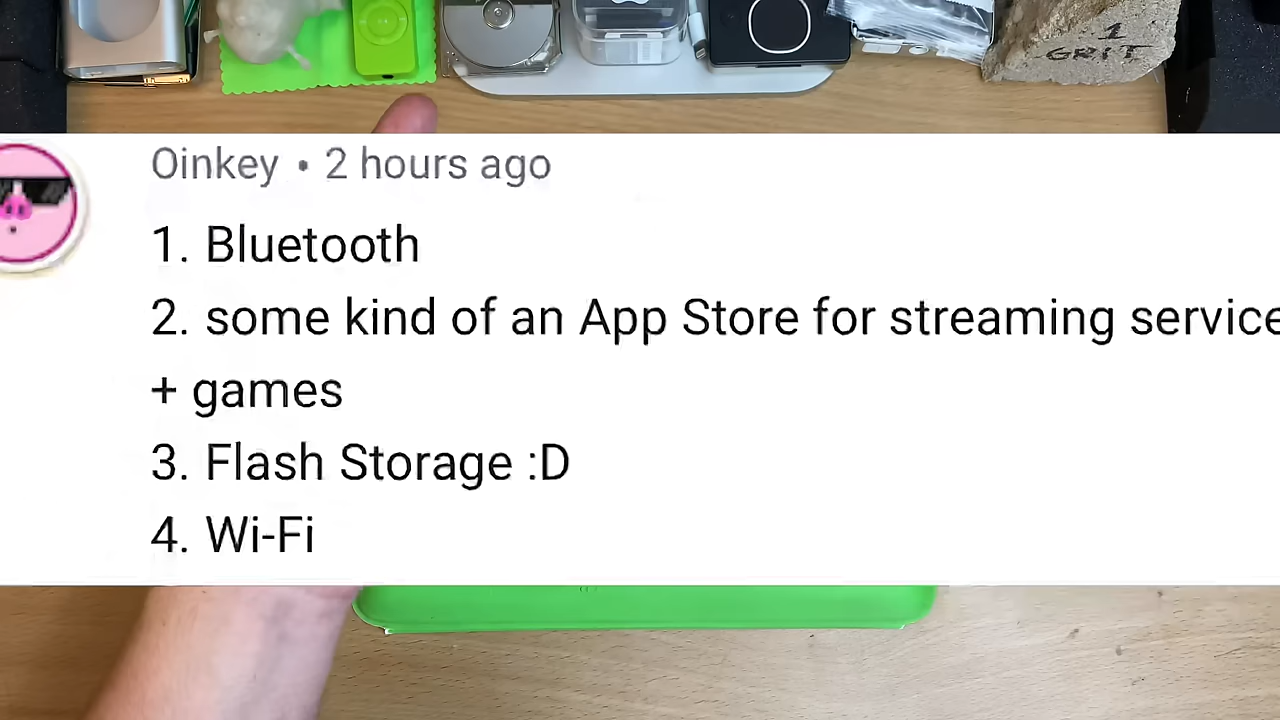 1
GRIT
Oinkey • 2 hours ago
1. Bluetooth
2. some kind of an App Store for streaming service
+ games
3. Flash Storage :D
4. Wi-Fi